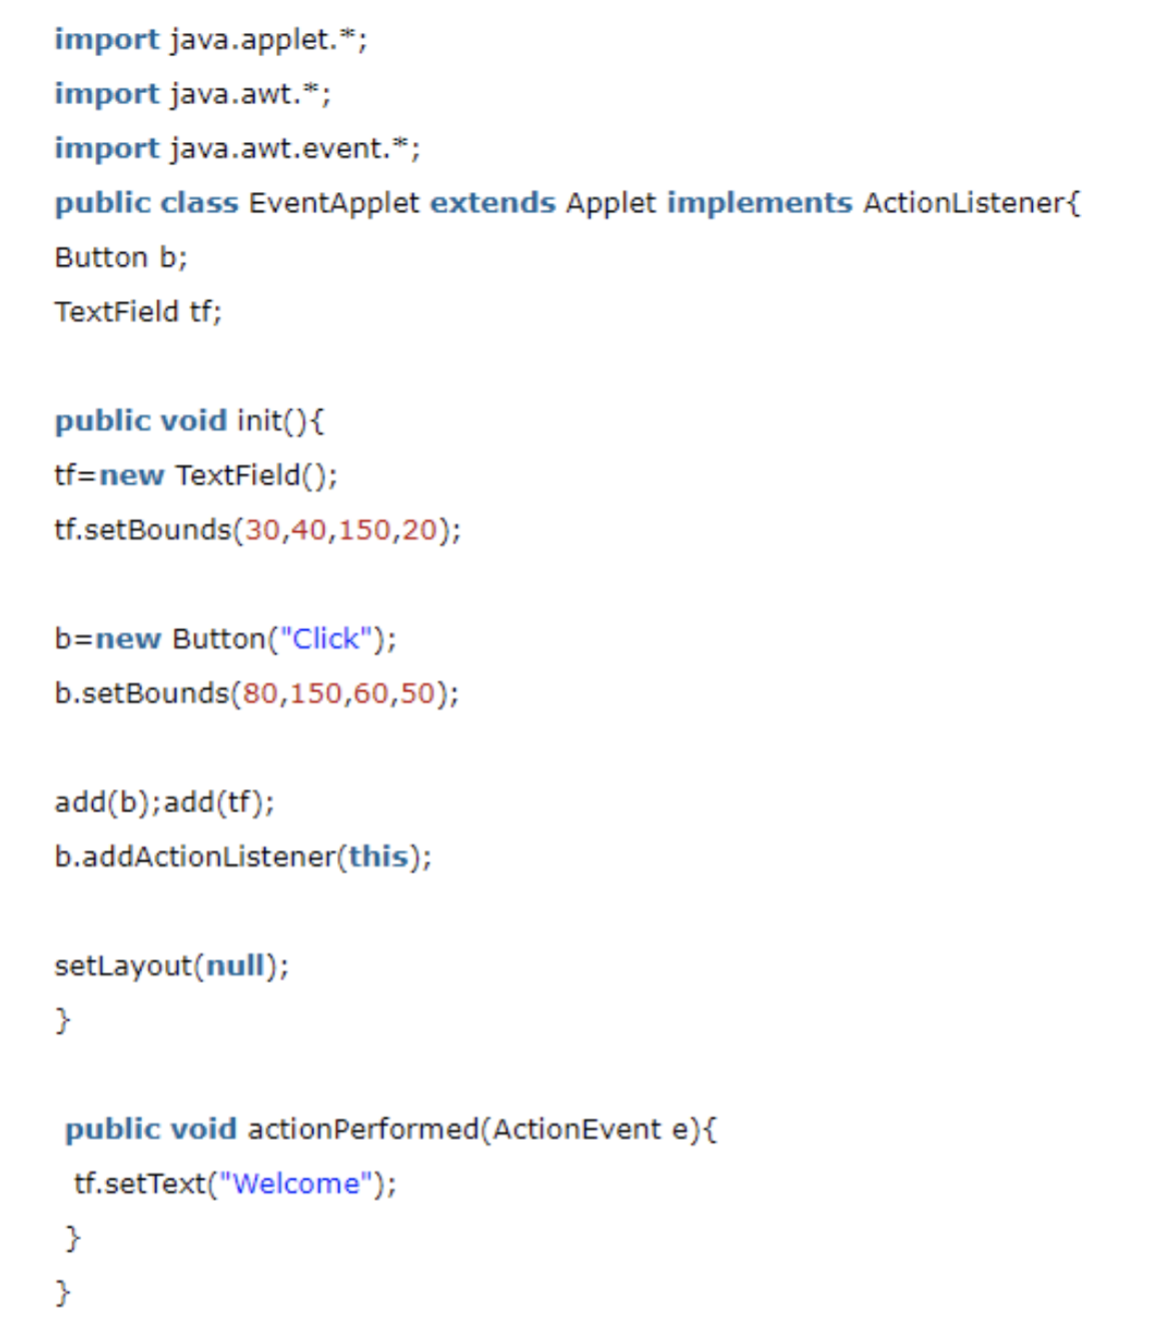 import java.applet.*;
import java.awt.*;
import java.awt.event.*;
public class EventApplet extends Applet implements ActionListener{
Button b;
TextField tf;
public void init(){
tf=new TextField();
tf.setBounds(30,40,150,20);
b=new Button("Click");
b.setBounds(80,150,60,50);
add(b);add(tf);
b.addActionListener(this);
setLayout(null);
}
public void actionPerformed(ActionEvent e){
tf.setText("Welcome");
}
}